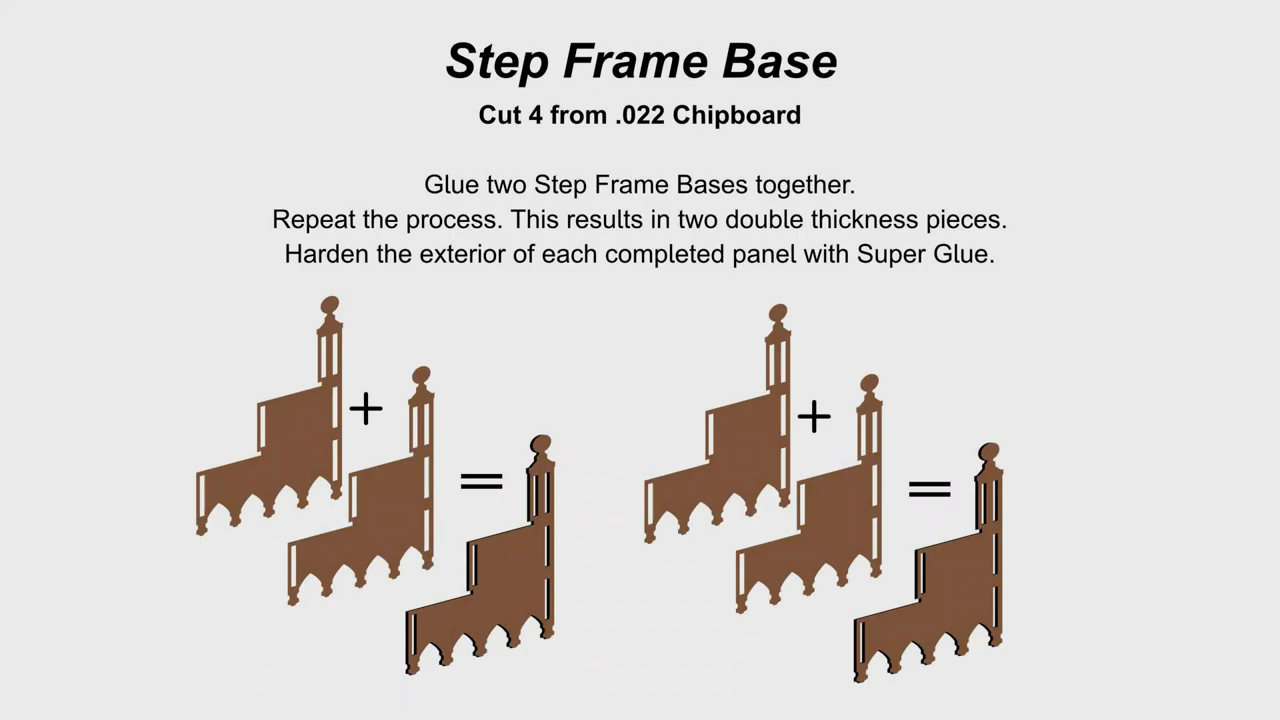 Step Frame Base
Cut 4 from .022 Chipboard
Glue two Step Frame Bases together.
Repeat the process. This results in two double thickness pieces.
Harden the exterior of each completed panel with Super Glue.
+ +
= =